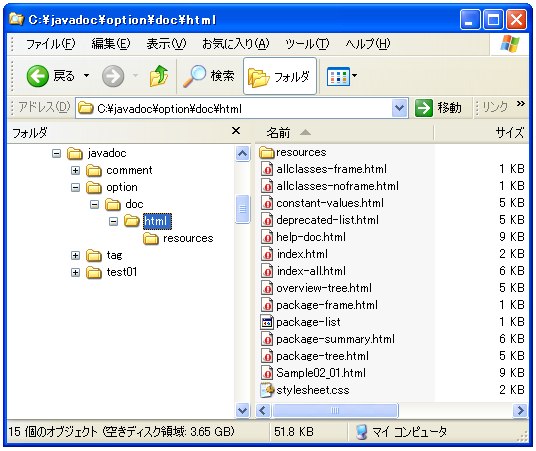 C:¥javadoc¥option¥doc¥html
ファイル(F) 編集(E) 表示(V) お気に入り(A) ツール(T) ヘルプ(H)
戻る 検索 フォルダ
アドレス(D) C:¥javadoc¥option¥doc¥html 移動 リンク »
フォルダ
javadoc
comment
option
doc
html
resources
tag
test01
名前 サイズ
resources
allclasses-frame.html 1 KB
allclasses-noframe.html 1 KB
constant-values.html 5 KB
deprecated-list.html 5 KB
help-doc.html 9 KB
index.html 2 KB
index-all.html 6 KB
overview-tree.html 5 KB
package-frame.html 1 KB
package-list 1 KB
package-summary.html 6 KB
package-tree.html 5 KB
Sample02_01.html 9 KB
stylesheet.css 2 KB
15 個のオブジェクト (空きディスク領域: 3.65 GB) 51.8 KB マイ コンピュータ